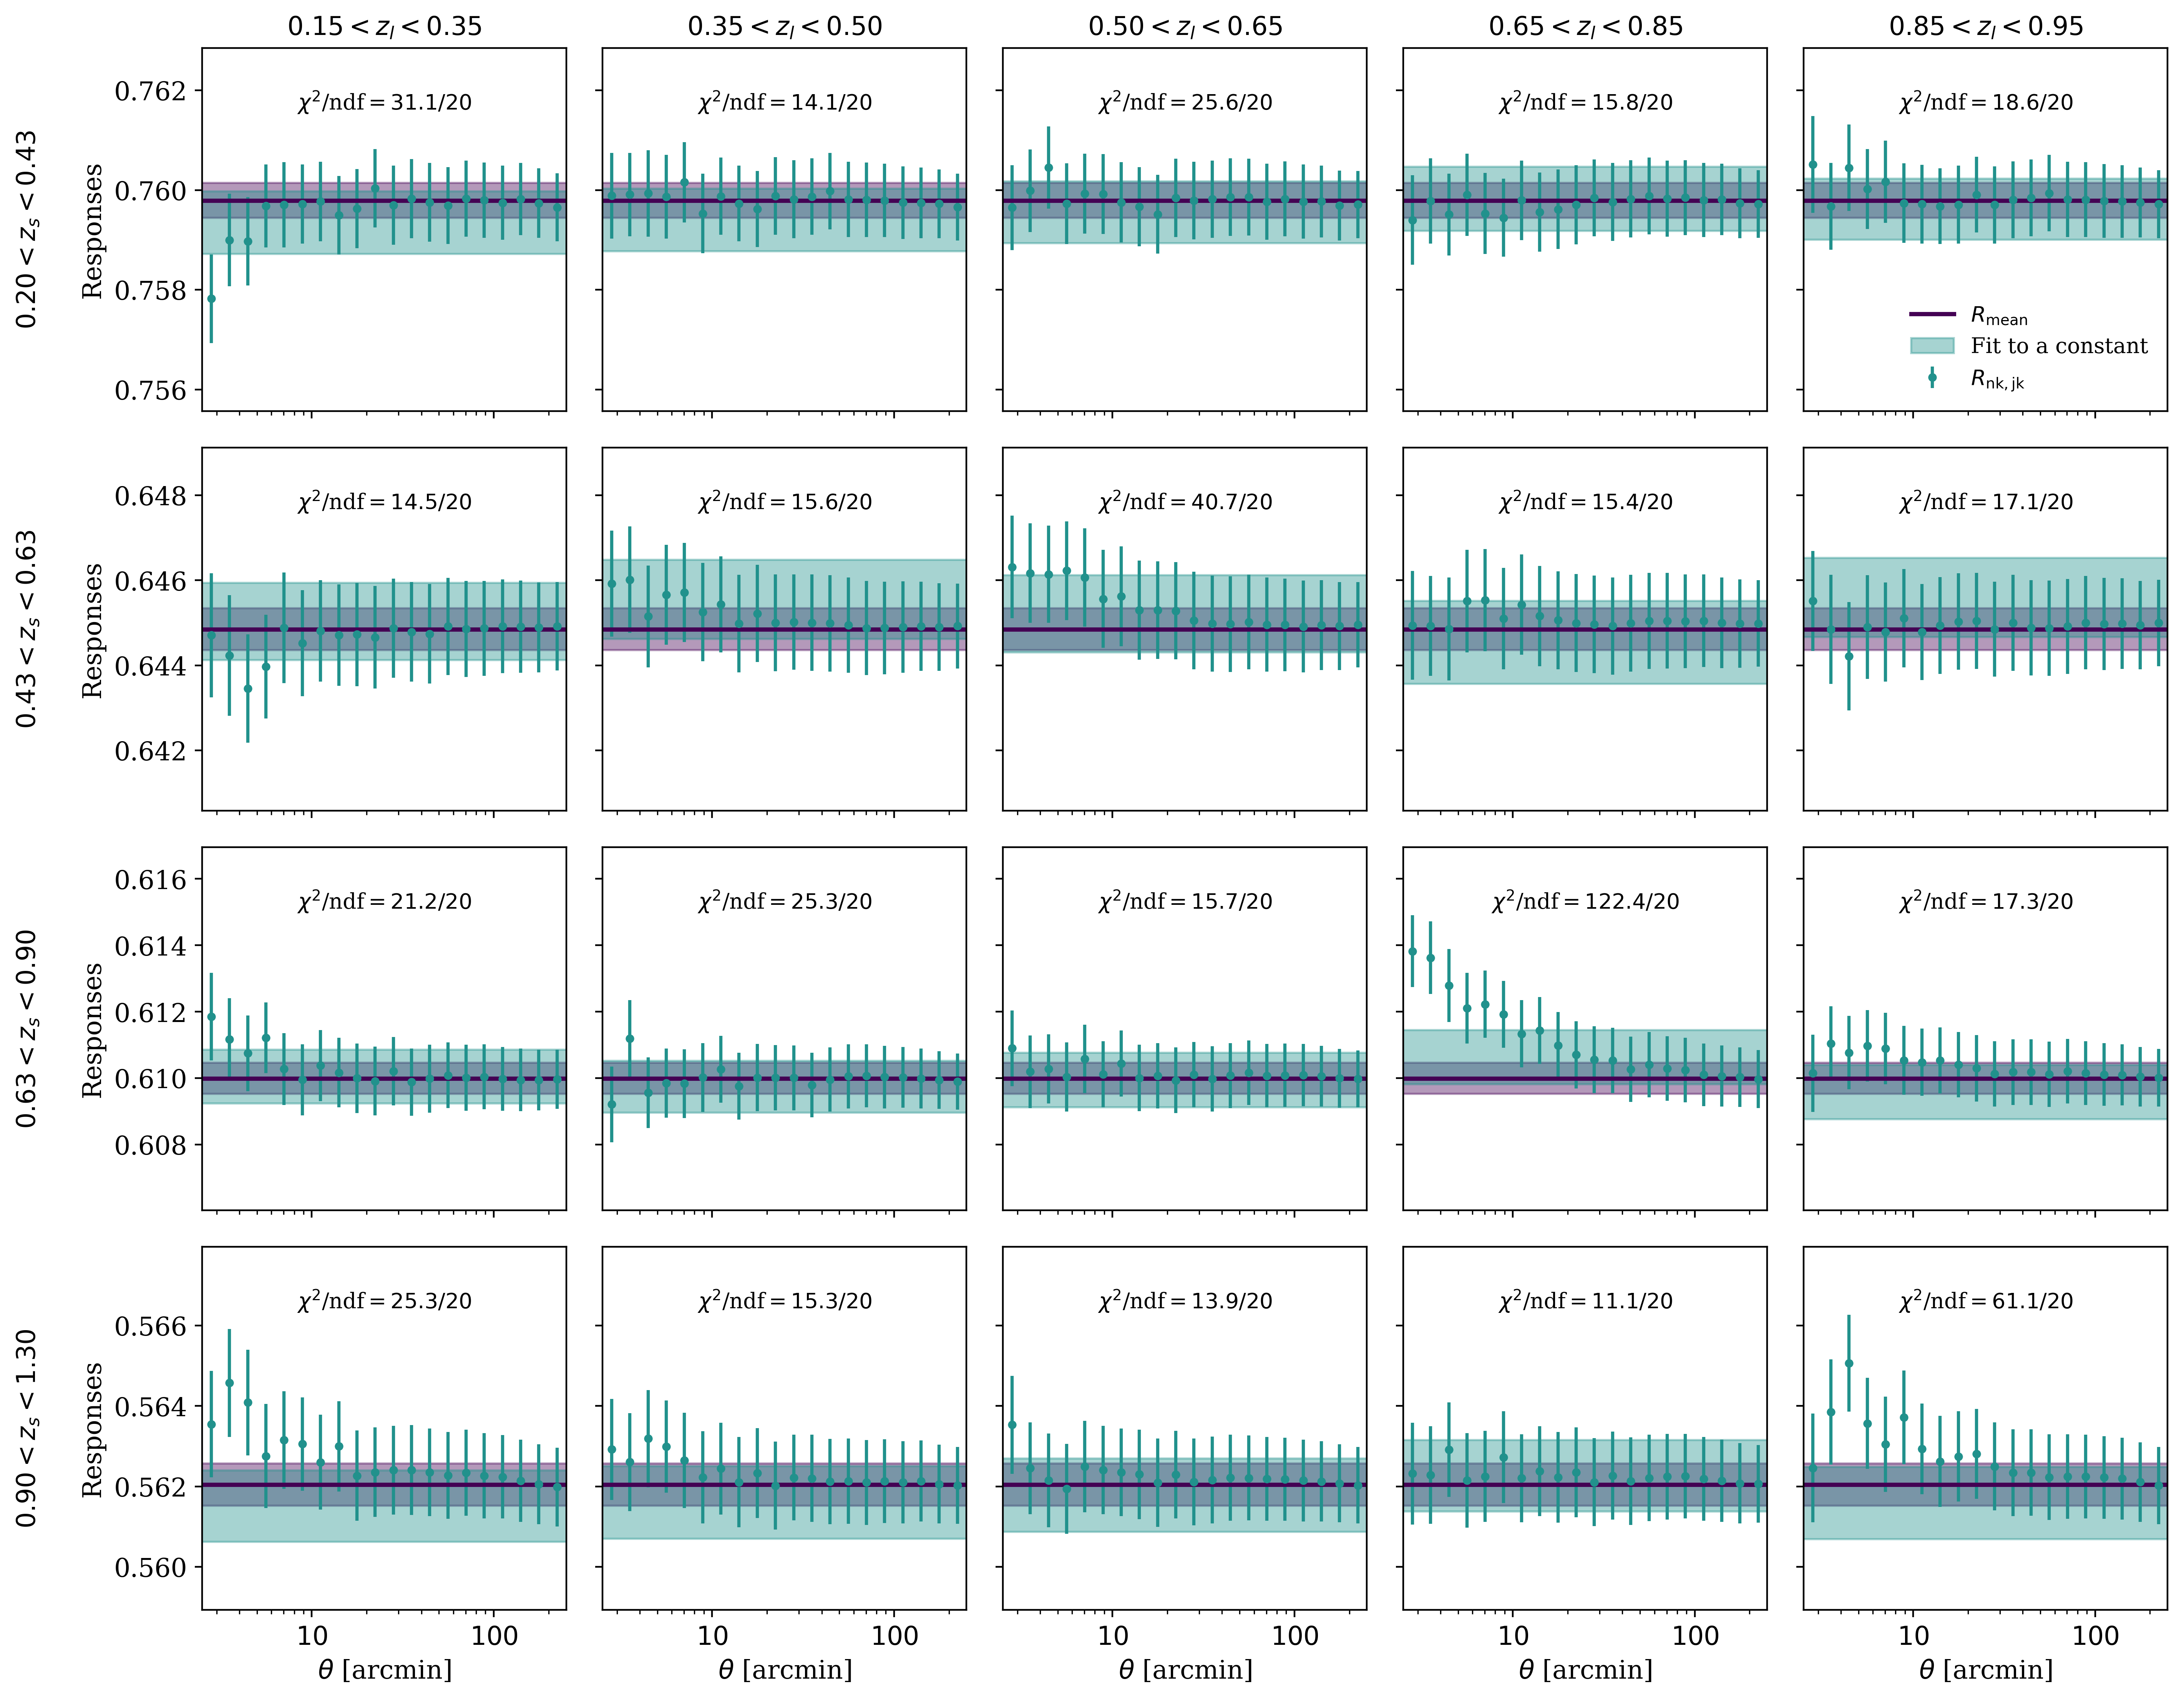 0.15 < z_l < 0.35
0.35 < z_l < 0.50
0.50 < z_l < 0.65
0.65 < z_l < 0.85
0.85 < z_l < 0.95
0.20 < z_s < 0.43
Responses
0.762
0.760
0.758
0.756
χ²/ndf = 31.1/20
χ²/ndf = 14.1/20
χ²/ndf = 25.6/20
χ²/ndf = 15.8/20
χ²/ndf = 18.6/20
R_mean
Fit to a constant
R_nk,jk
0.43 < z_s < 0.63
Responses
0.648
0.646
0.644
0.642
χ²/ndf = 14.5/20
χ²/ndf = 15.6/20
χ²/ndf = 40.7/20
χ²/ndf = 15.4/20
χ²/ndf = 17.1/20
0.63 < z_s < 0.90
Responses
0.616
0.614
0.612
0.610
0.608
χ²/ndf = 21.2/20
χ²/ndf = 25.3/20
χ²/ndf = 15.7/20
χ²/ndf = 122.4/20
χ²/ndf = 17.3/20
0.90 < z_s < 1.30
Responses
0.566
0.564
0.562
0.560
χ²/ndf = 25.3/20
χ²/ndf = 15.3/20
χ²/ndf = 13.9/20
χ²/ndf = 11.1/20
χ²/ndf = 61.1/20
10 100
10 100
10 100
10 100
10 100
θ [arcmin]
θ [arcmin]
θ [arcmin]
θ [arcmin]
θ [arcmin]